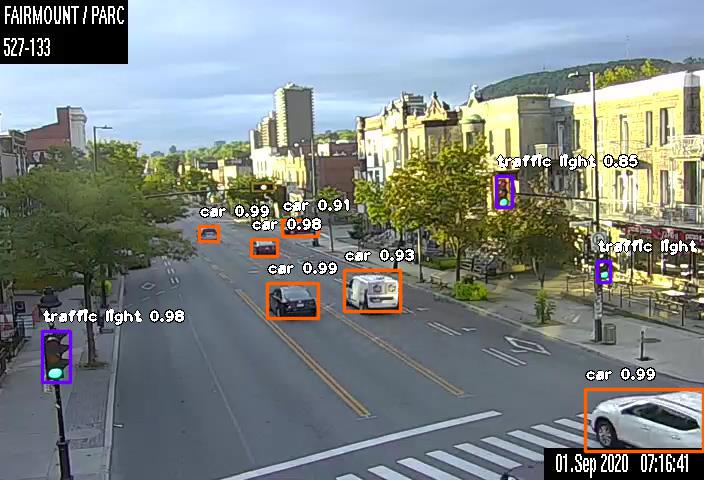 FAIRMOUNT / PARC
527-133
traffic light 0.85
car 0.99
car 0.91
car 0.98
traffic light
car 0.99
car 0.93
traffic light 0.98
car 0.99
01.Sep 2020 07:16:41